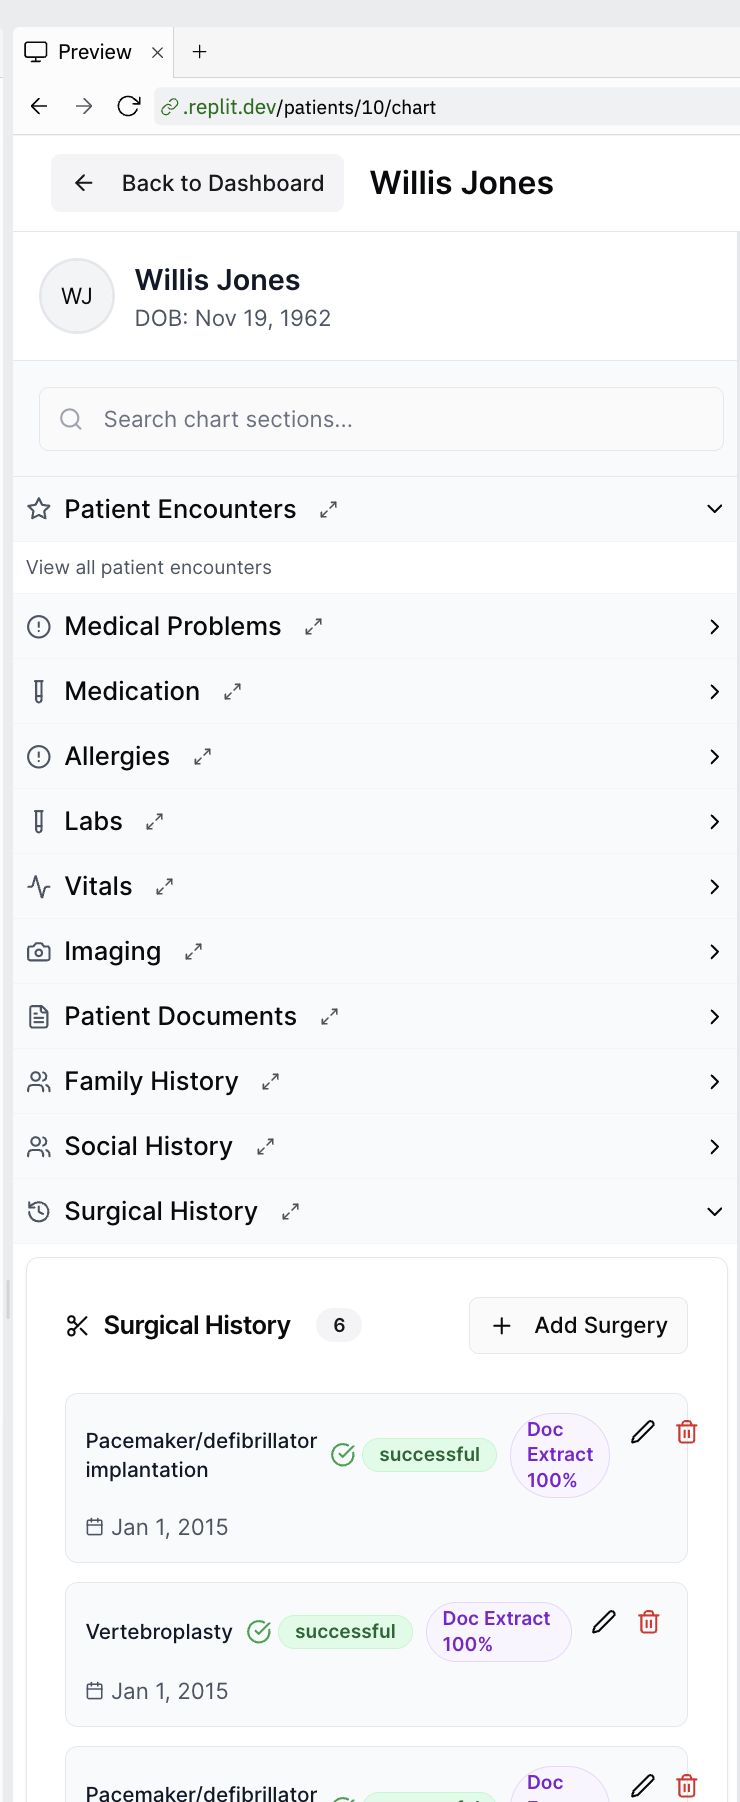 Preview
.replit.dev/patients/10/chart
Back to Dashboard
Willis Jones
WJ
Willis Jones
DOB: Nov 19, 1962
Search chart sections...
Patient Encounters
View all patient encounters
Medical Problems
Medication
Allergies
Labs
Vitals
Imaging
Patient Documents
Family History
Social History
Surgical History
Surgical History
6
Add Surgery
Pacemaker/defibrillator
implantation
successful
Doc
Extract
100%
Jan 1, 2015
Vertebroplasty
successful
Doc Extract
100%
Jan 1, 2015
Pacemaker/defibrillator
Doc